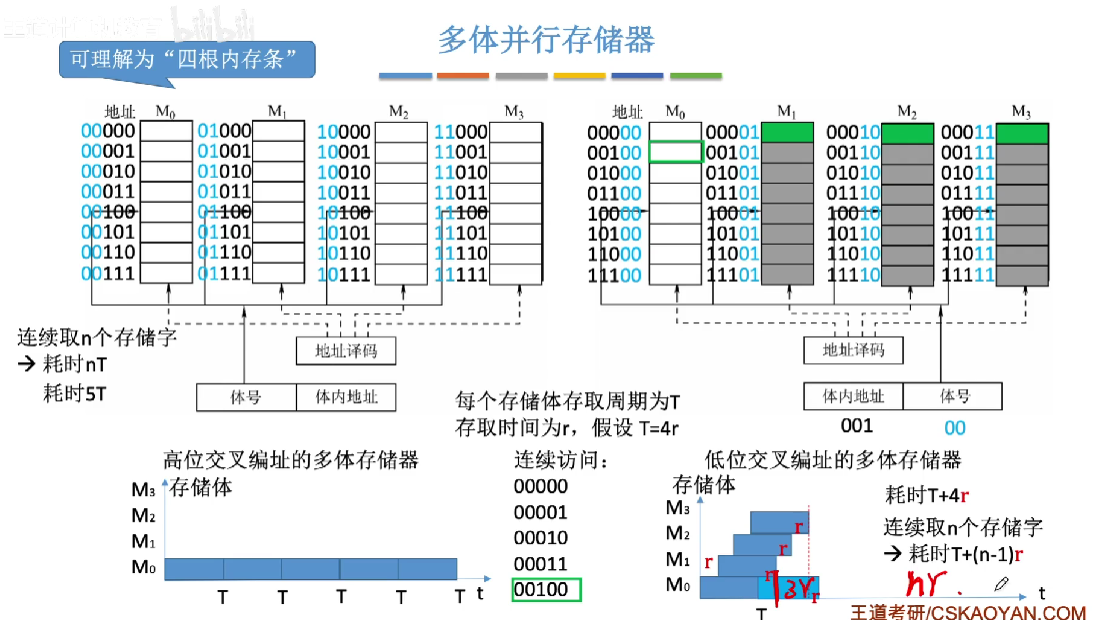 bilibili
多体并行存储器
可理解为“四根内存条”
地址 M0 M1 M2 M3
00000 01000 10000 11000
00001 01001 10001 11001
00010 01010 10010 11010
00011 01011 10011 11011
00100 01100 10100 11100
00101 01101 10101 11101
00110 01110 10110 11110
00111 01111 10111 11111
地址译码
体号 体内地址
连续取n个存储字
→ 耗时nT
耗时5T
地址 M0 M1 M2 M3
00000 00001 00010 00011
00100 00101 00110 00111
01000 01001 01010 01011
01100 01101 01110 01111
10000 10001 10010 10011
10100 10101 10110 10111
11000 11001 11010 11011
11100 11101 11110 11111
地址译码
体内地址 体号
001 00
每个存储体存取周期为T
存取时间为r，假设 T=4r
高位交叉编址的多体存储器
存储体
M3
M2
M1
M0
T T T T T t
连续访问：
00000
00001
00010
00011
00100
低位交叉编址的多体存储器
存储体
M3 r
M2 r
M1 r
M0 r 3r r
T t
耗时T+4r
连续取n个存储字
→ 耗时T+(n-1)r
nr.
王道考研/CSKAOYAN.COM